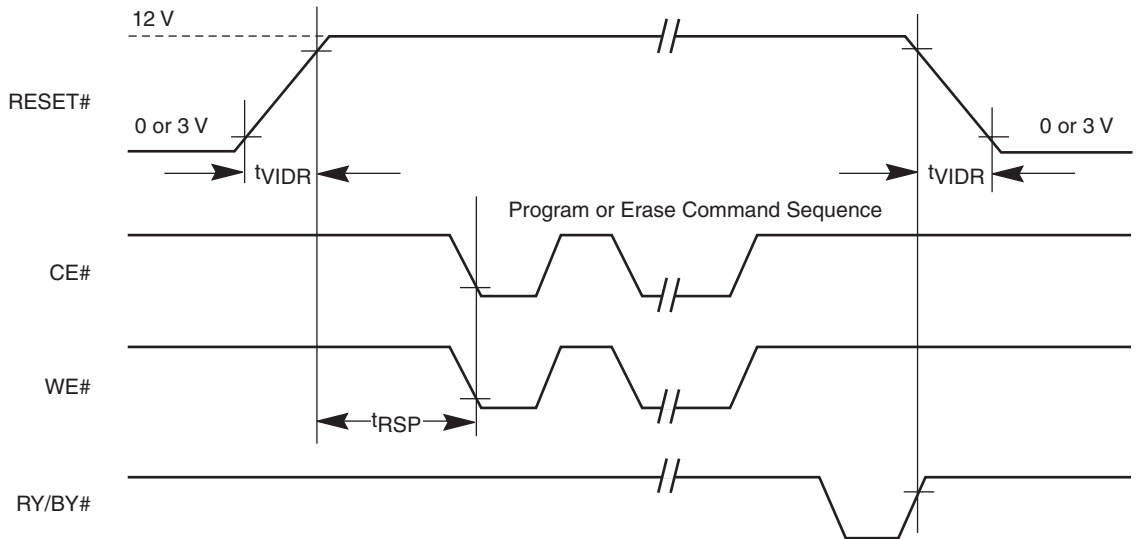 12 V
RESET#
0 or 3 V
0 or 3 V
tVIDR
tVIDR
Program or Erase Command Sequence
CE#
WE#
tRSP
RY/BY#